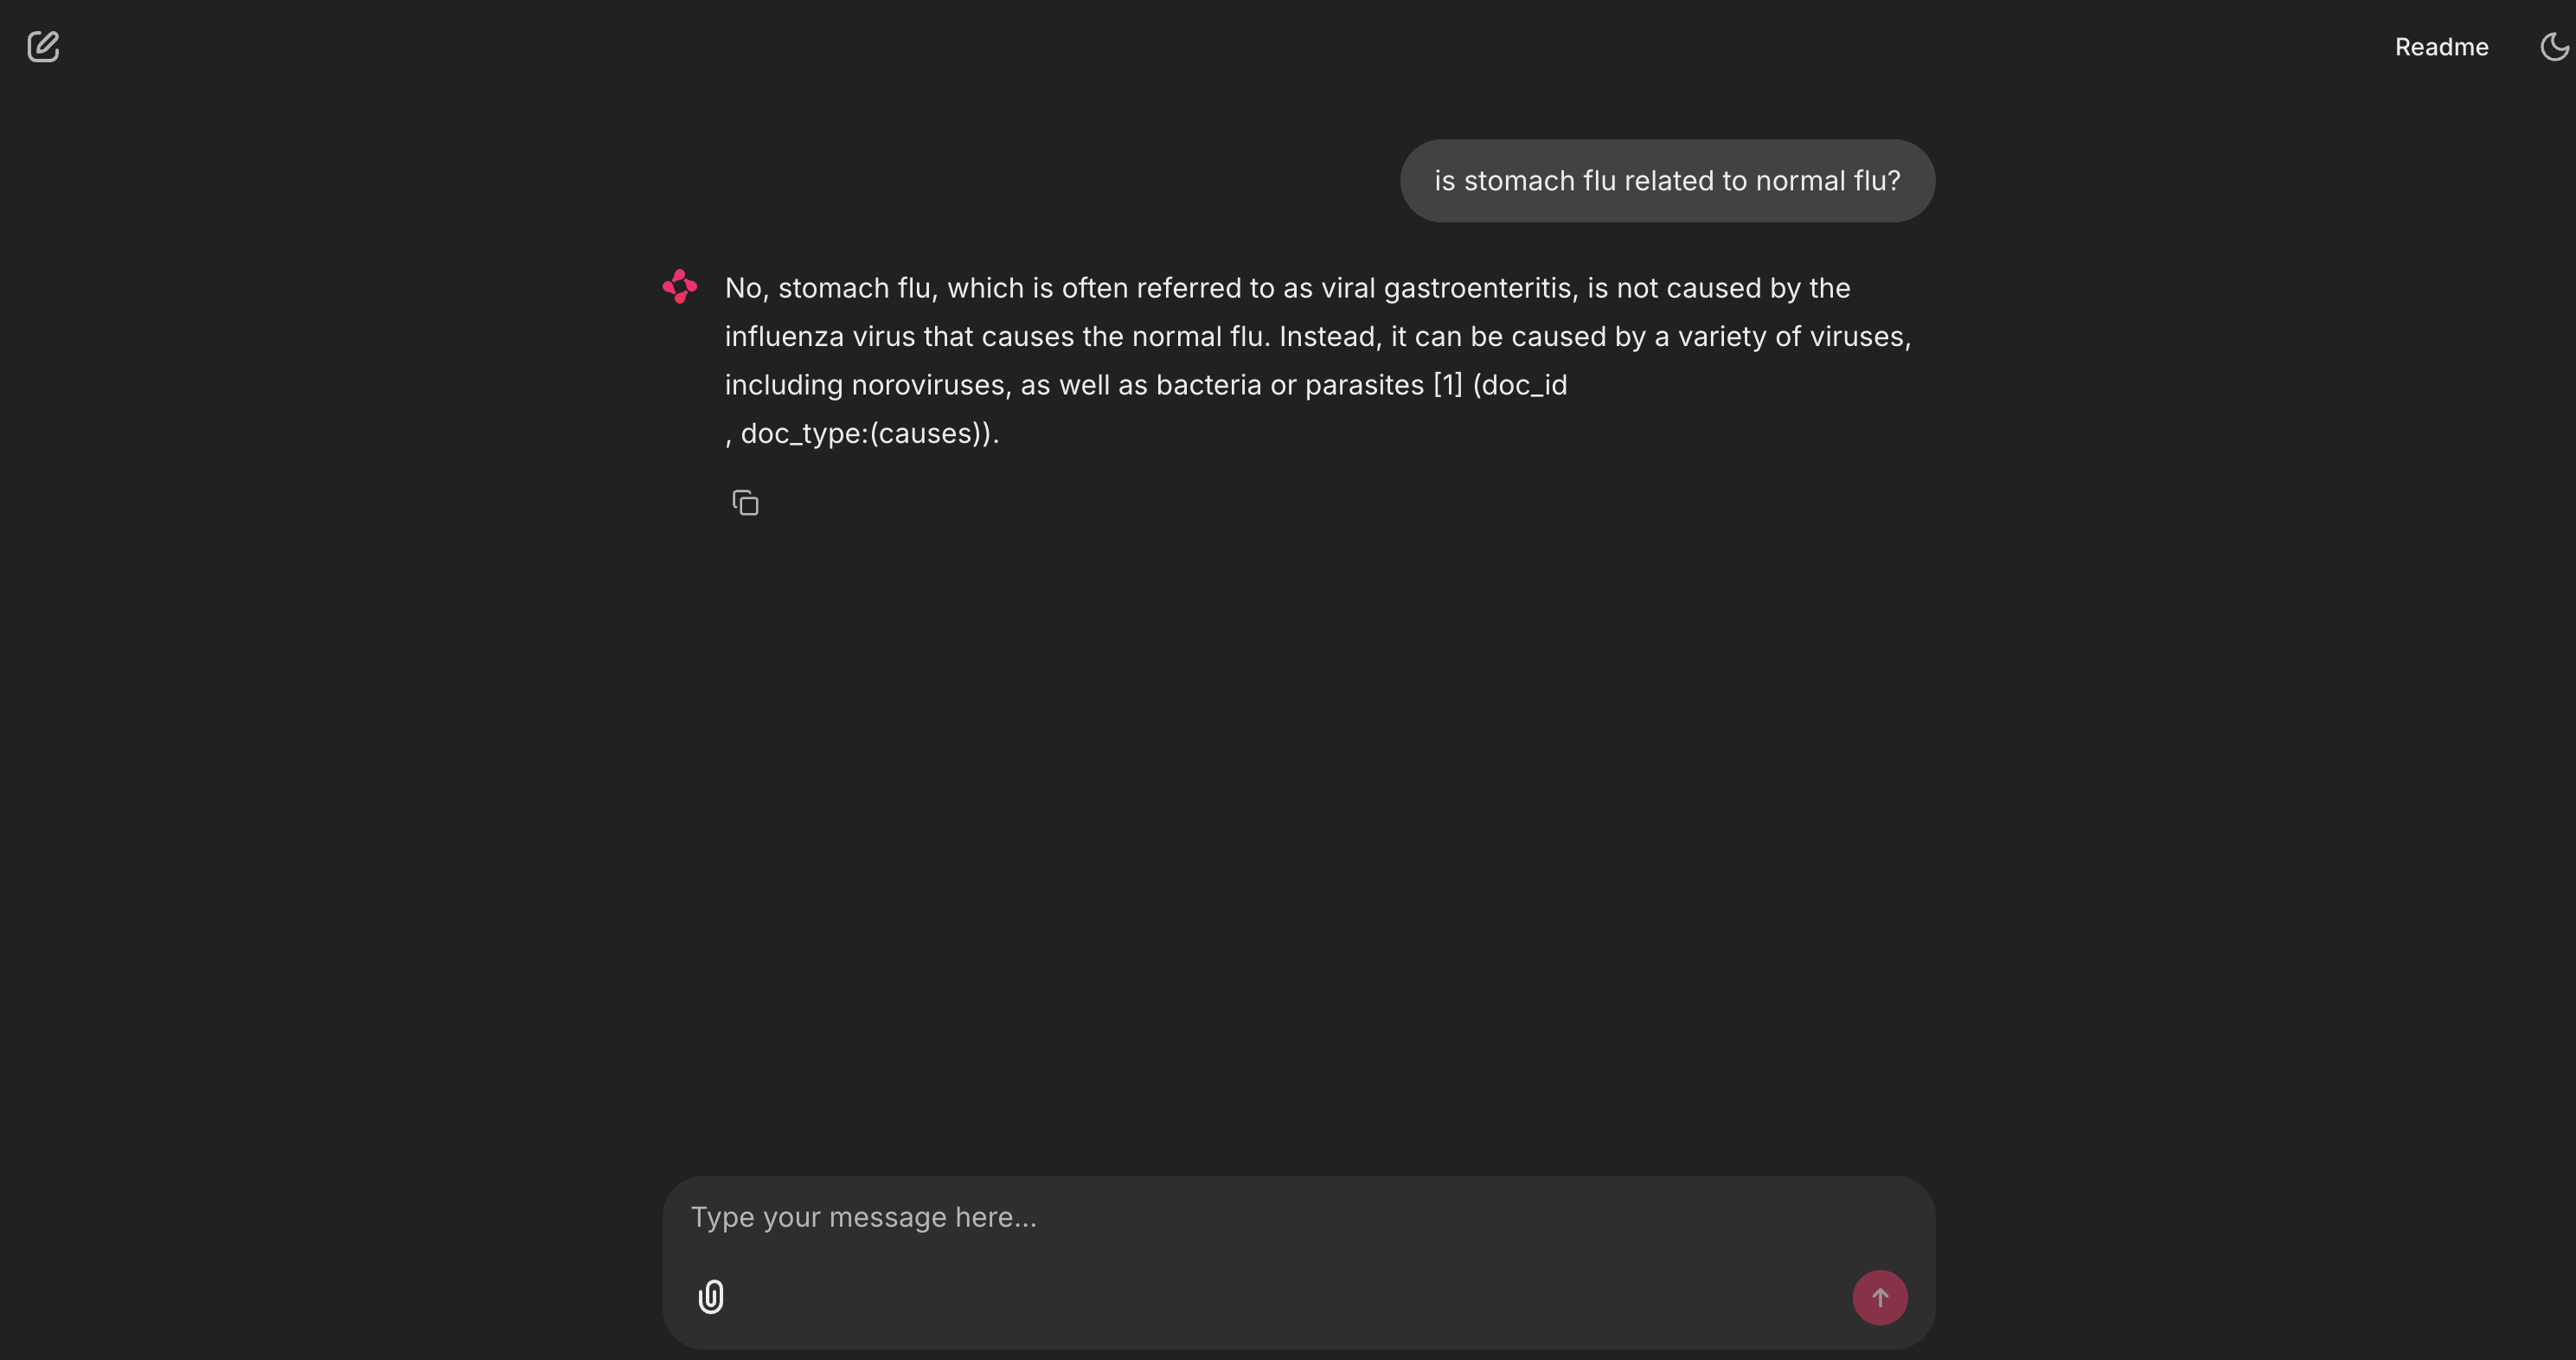 Readme
is stomach flu related to normal flu?
No, stomach flu, which is often referred to as viral gastroenteritis, is not caused by the
influenza virus that causes the normal flu. Instead, it can be caused by a variety of viruses,
including noroviruses, as well as bacteria or parasites [1] (doc_id
, doc_type:(causes)).
Type your message here...